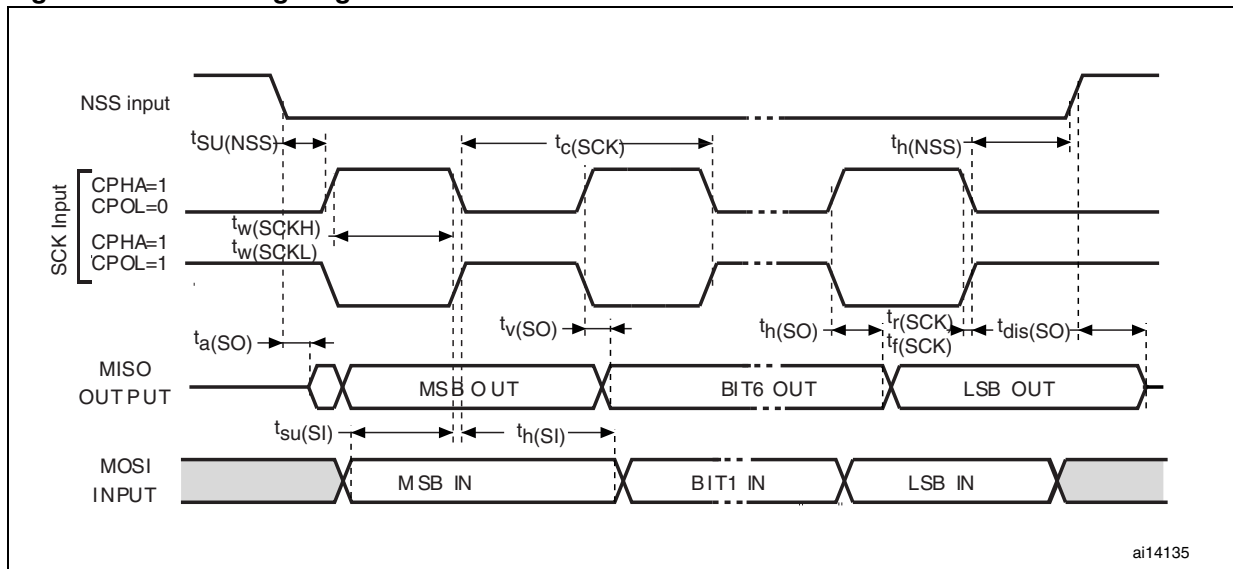 NSS input
tSU(NSS)
tc(SCK)
th(NSS)
SCK Input
CPHA=1
CPOL=0
tw(SCKH)
CPHA=1
tw(SCKL)
CPOL=1
tv(SO)
th(SO)
tr(SCK)
tf(SCK)
tdis(SO)
ta(SO)
MISO
OUTPUT
MSB OUT
BIT6 OUT
LSB OUT
tsu(SI)
th(SI)
MOSI
INPUT
MSB IN
BIT1 IN
LSB IN
ai14135